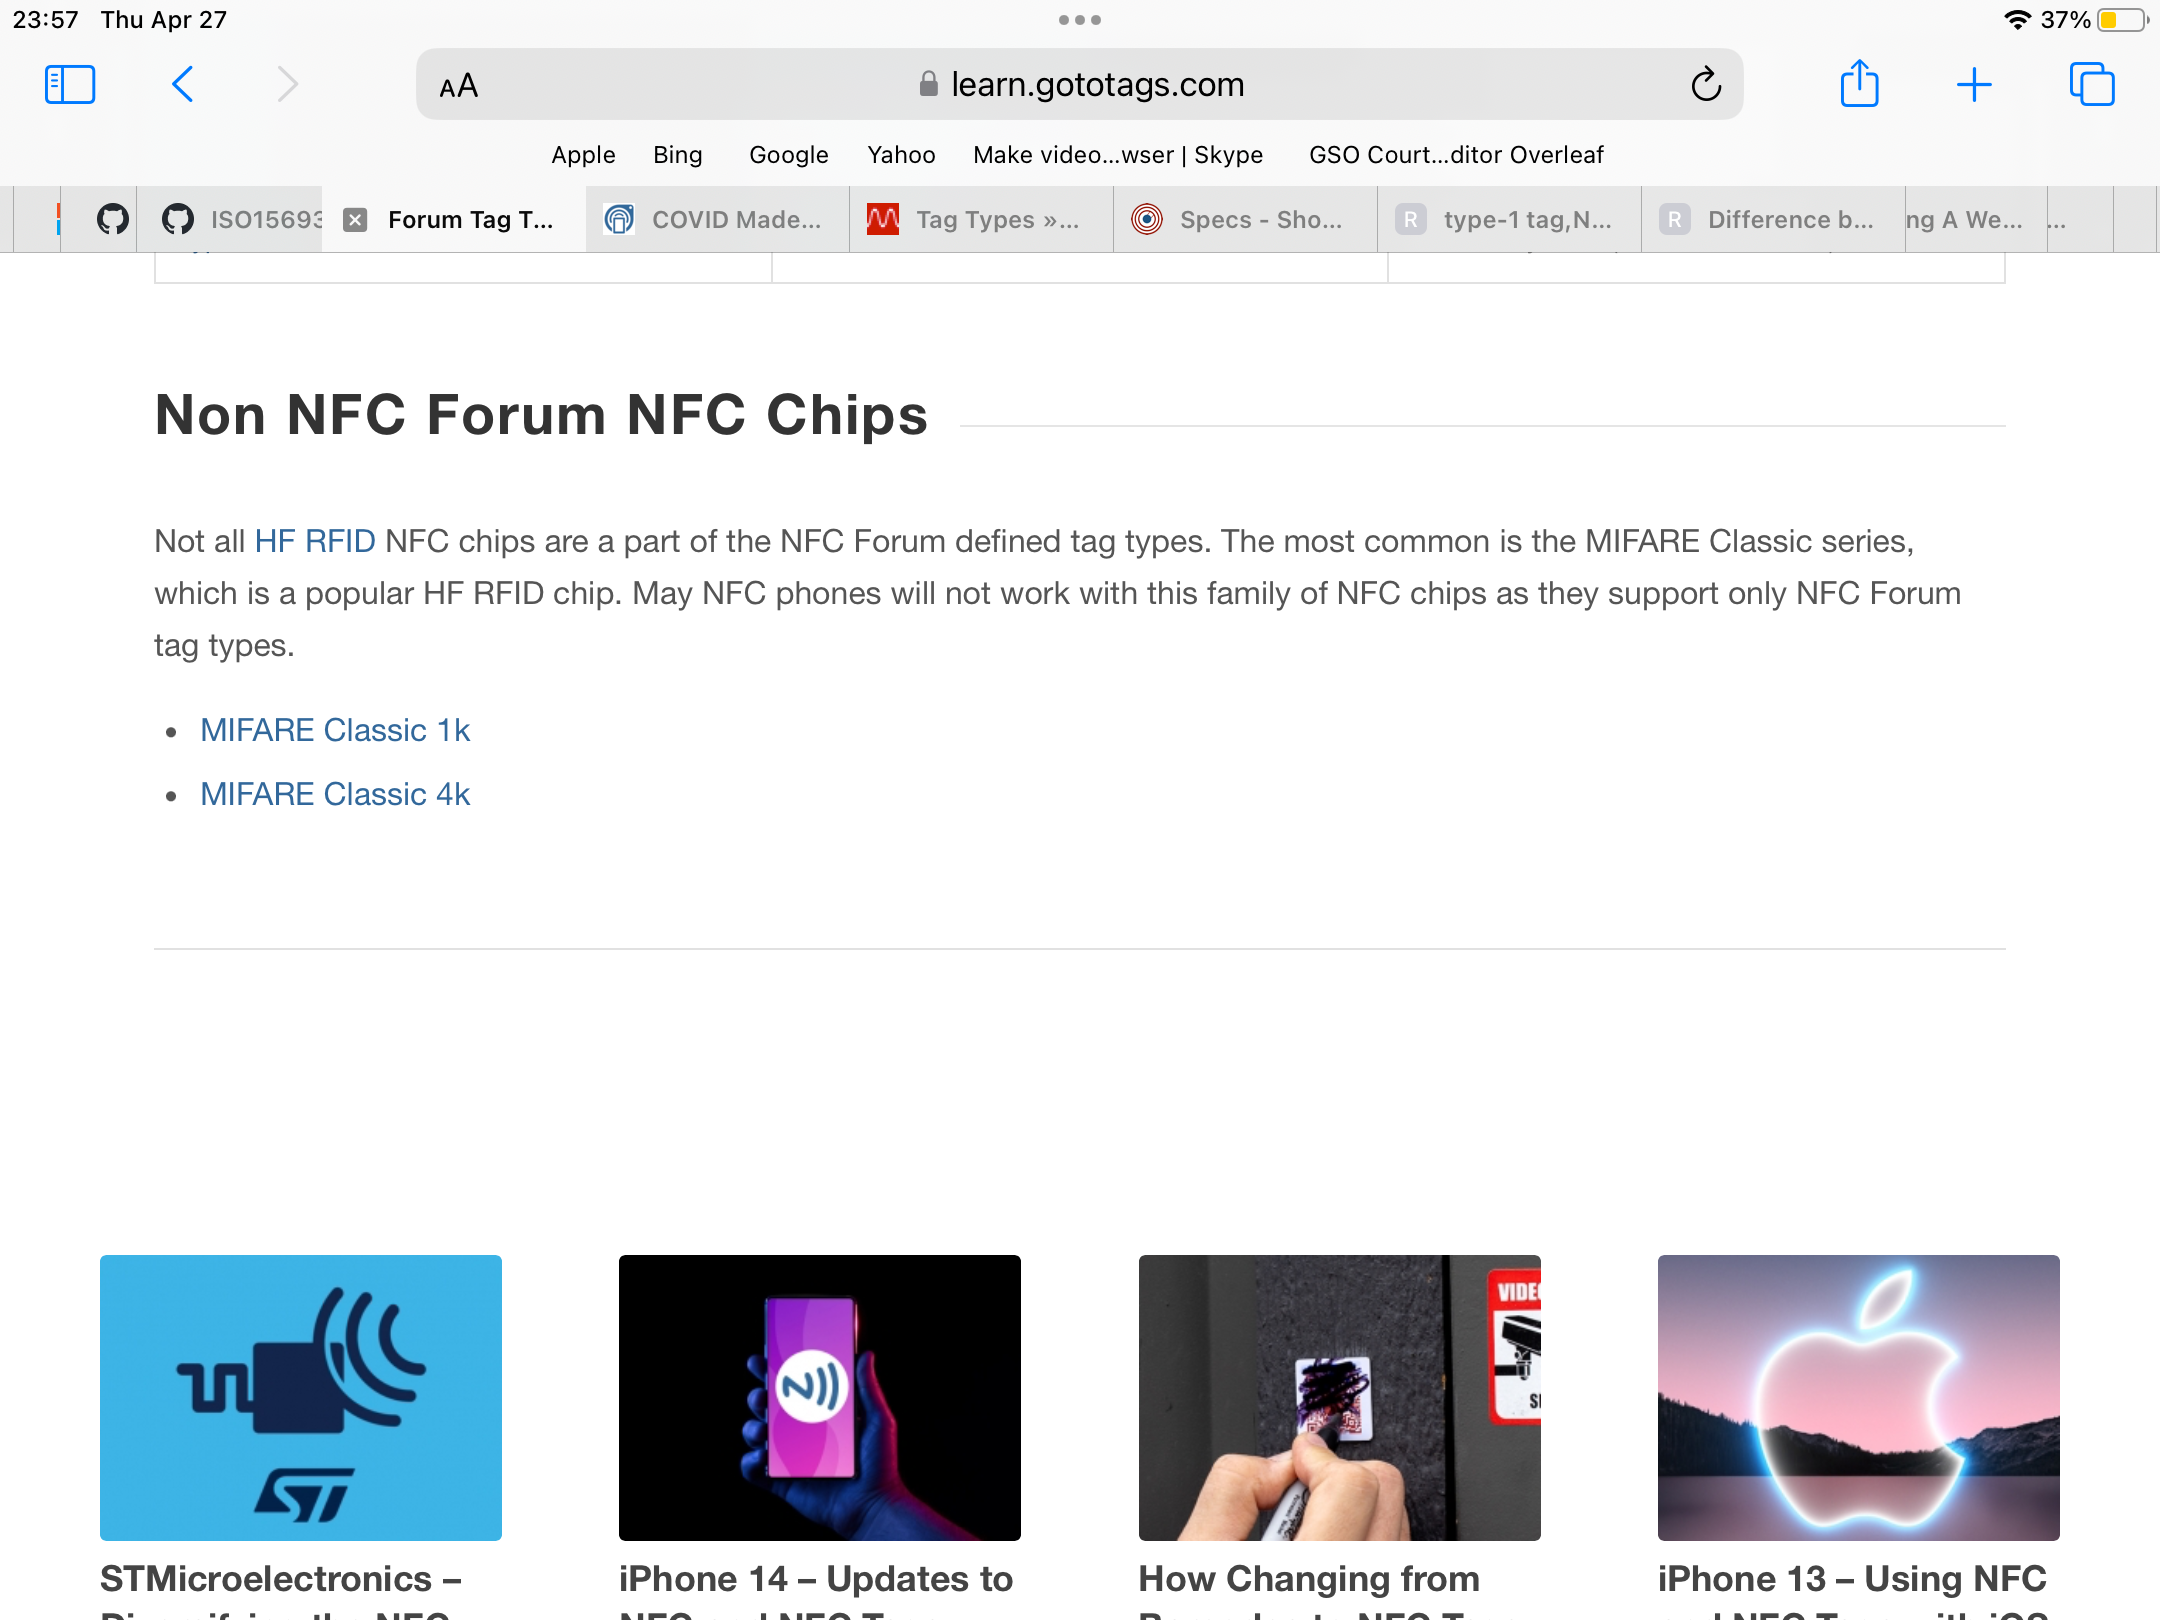 23:57 Thu Apr 27
37%
AA learn.gototags.com
Apple Bing Google Yahoo Make video...wser | Skype GSO Court...ditor Overleaf
ISO15693 Forum Tag T... COVID Made... Tag Types »... Specs - Sho... R type-1 tag,N... R Difference b... ng A We... ...
Non NFC Forum NFC Chips
Not all HF RFID NFC chips are a part of the NFC Forum defined tag types. The most common is the MIFARE Classic series,
which is a popular HF RFID chip. May NFC phones will not work with this family of NFC chips as they support only NFC Forum
tag types.
• MIFARE Classic 1k
• MIFARE Classic 4k
ST
VIDE
STMicroelectronics –
iPhone 14 – Updates to
How Changing from
iPhone 13 – Using NFC